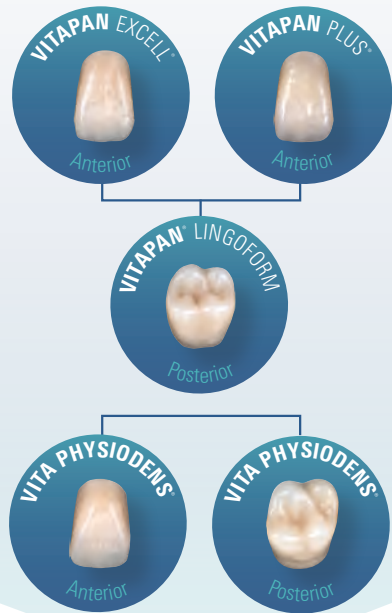 VITAPAN EXCELL®
Anterior
VITAPAN PLUS®
Anterior
VITAPAN® LINGOFORM
Posterior
VITA PHYSIODENS®
Anterior
VITA PHYSIODENS®
Posterior